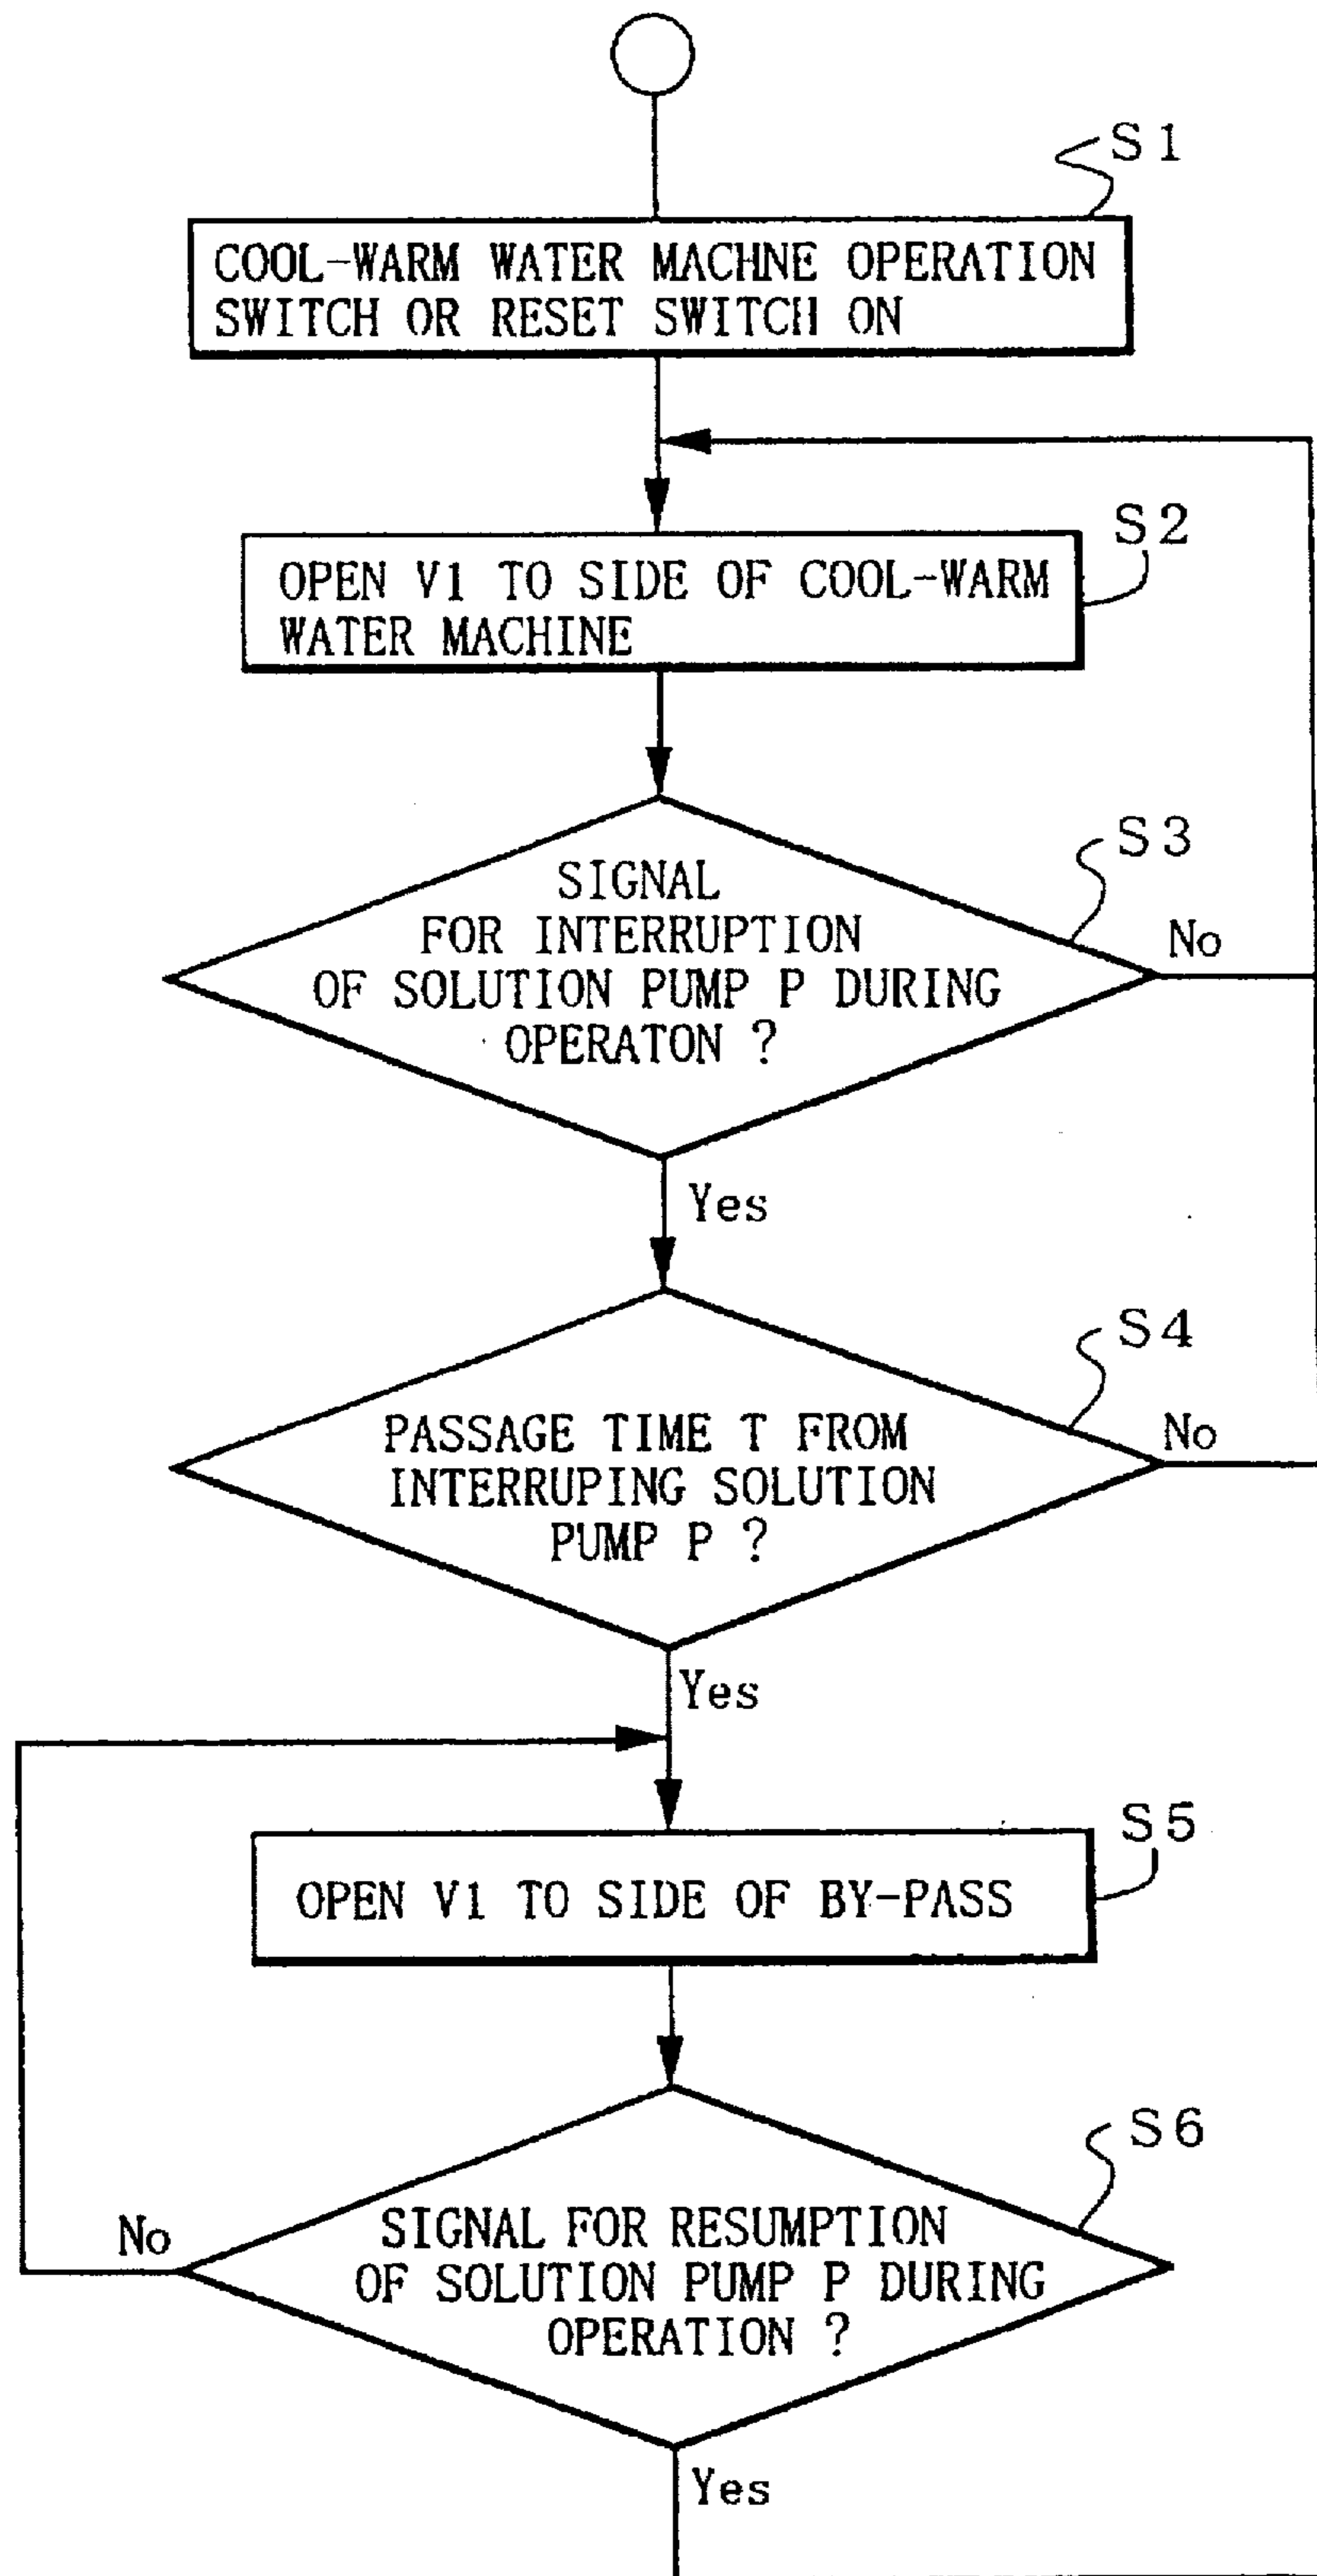 S1
COOL-WARM WATER MACHNE OPERATION
SWITCH OR RESET SWITCH ON
S2
OPEN V1 TO SIDE OF COOL-WARM
WATER MACHINE
S3
SIGNAL
FOR INTERRUPTION
OF SOLUTION PUMP P DURING
OPERATON ?
No
Yes
S4
PASSAGE TIME T FROM
INTERRUPING SOLUTION
PUMP P ?
No
Yes
S5
OPEN V1 TO SIDE OF BY-PASS
S6
SIGNAL FOR RESUMPTION
OF SOLUTION PUMP P DURING
OPERATION ?
No
Yes